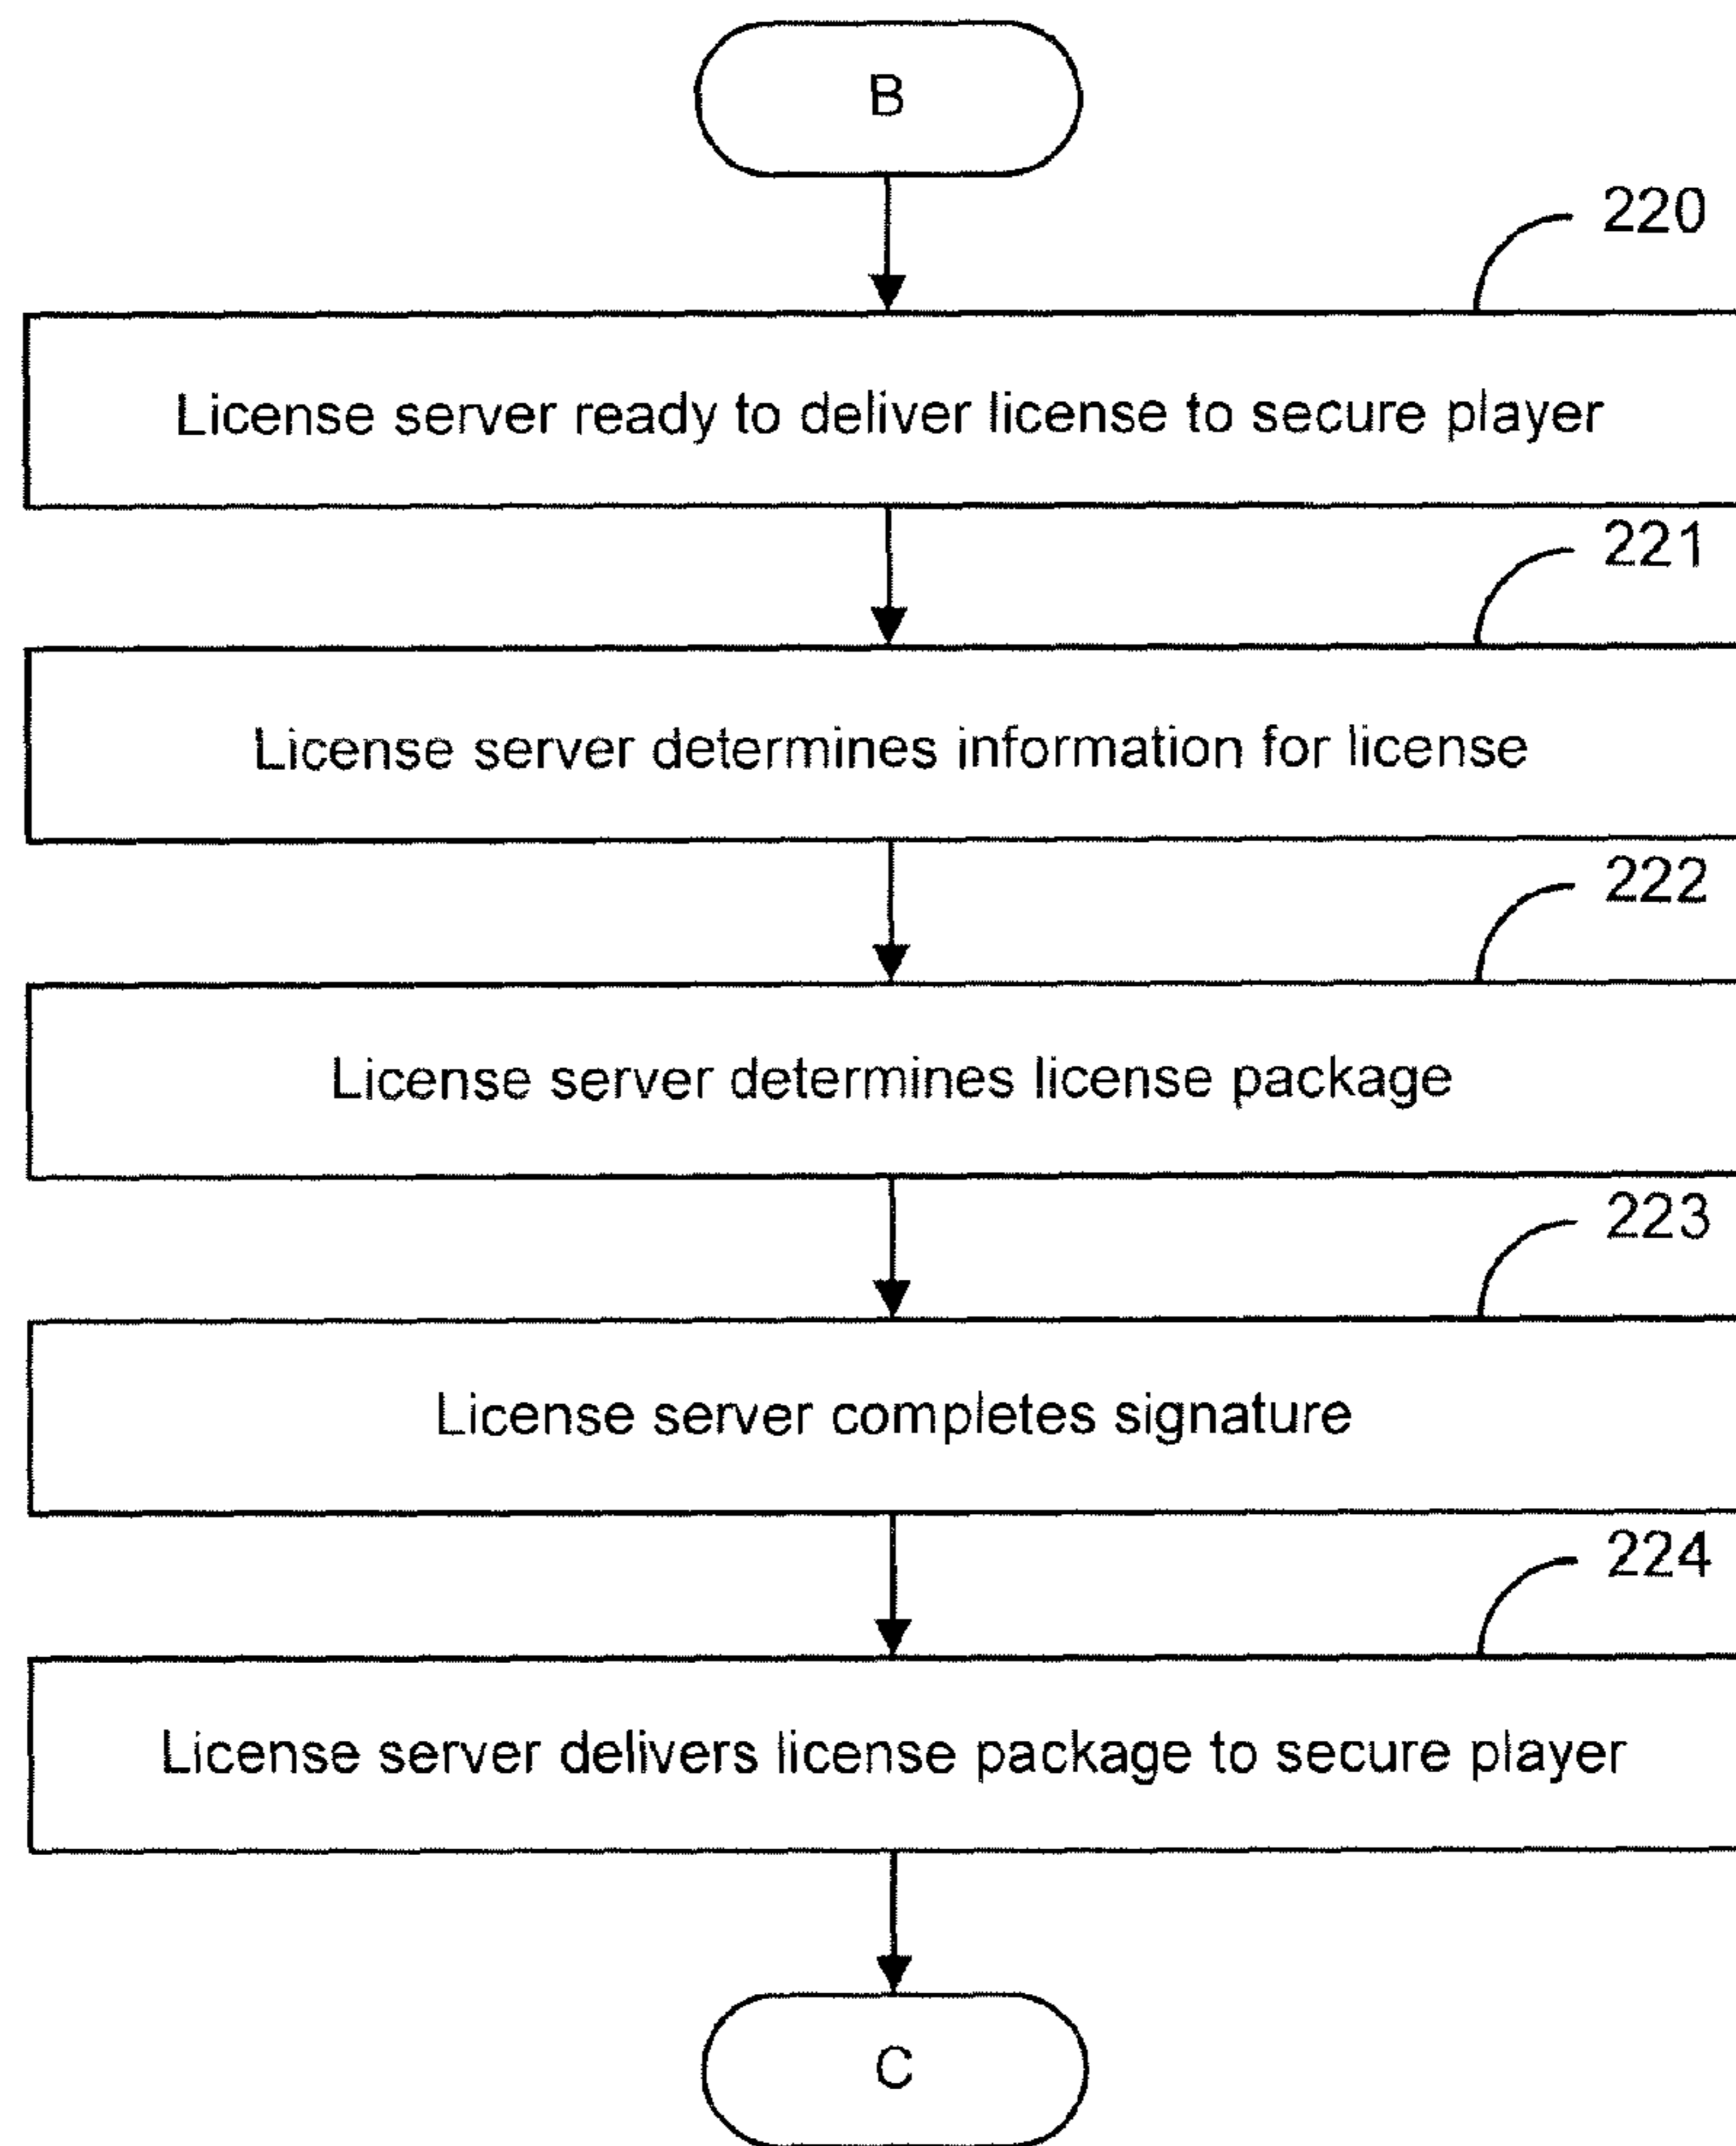 B
220
License server ready to deliver license to secure player
221
License server determines information for license
222
License server determines license package
223
License server completes signature
224
License server delivers license package to secure player
C